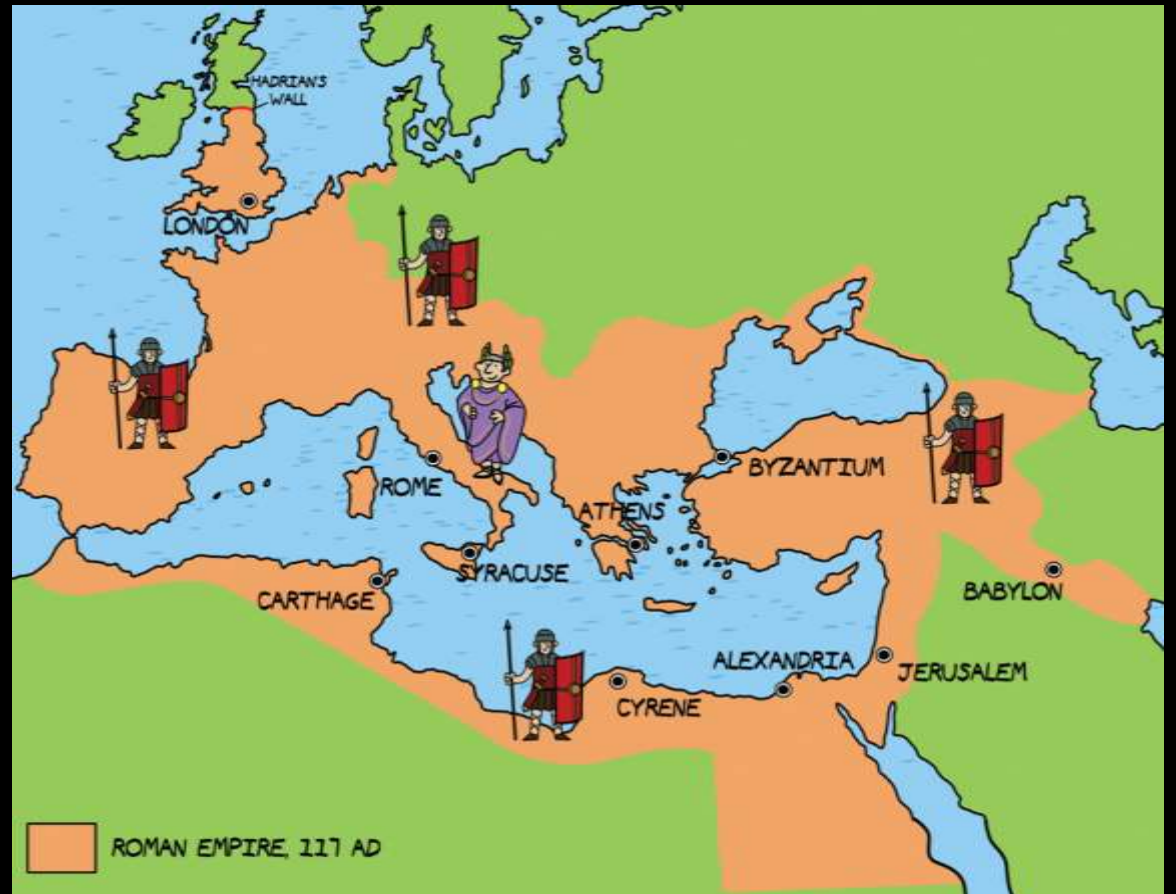 HADRIAN'S
WALL
LONDON
ROME
BYZANTIUM
ATHENS
SYRACUSE
CARTHAGE
BABYLON
ALEXANDRIA
JERUSALEM
CYRENE
ROMAN EMPIRE, 117 AD